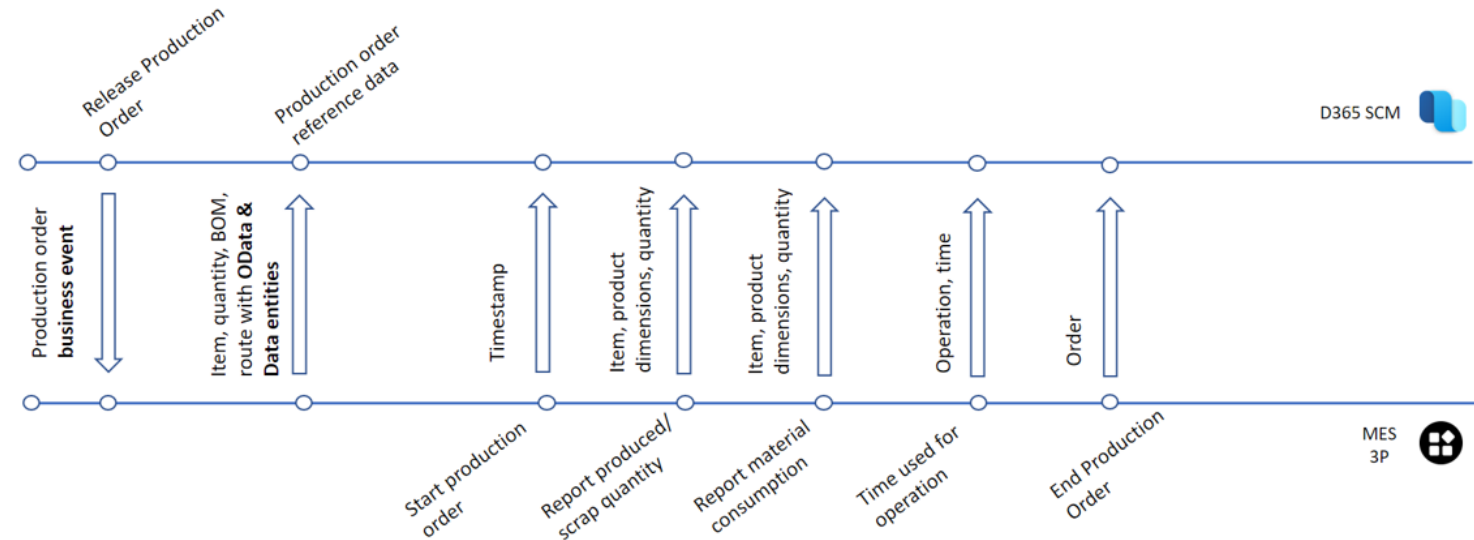 Release Production
Order
Production order
reference data
D365 SCM
Production order
business event
Item, quantity, BOM,
route with OData &
Data entities
Timestamp
Item, product
dimensions, quantity
Item, product
dimensions, quantity
Operation, time
Order
Start production
order
Report produced/
scrap quantity
Report material
consumption
Time used for
operation
End Production
Order
MES
3P